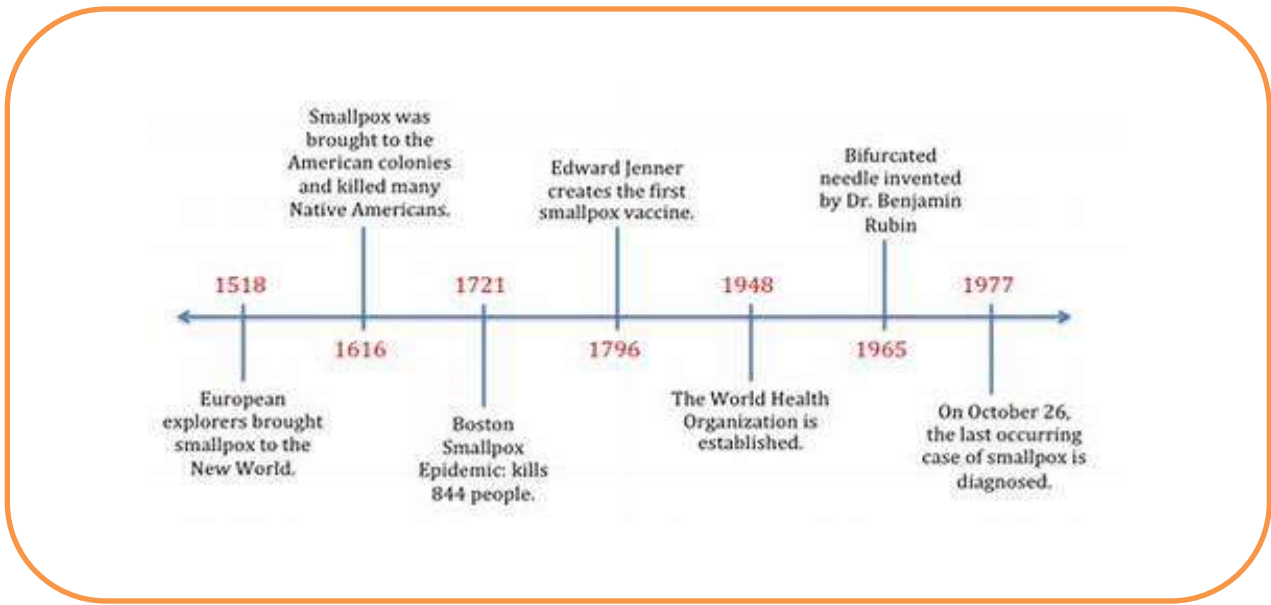 Smallpox was
brought to the
American colonies
and killed many
Native Americans.
Edward Jenner
creates the first
smallpox vaccine.
Bifurcated
needle invented
by Dr. Benjamin
Rubin
1518
1721
1948
1977
1616
1796
1965
European
explorers brought
smallpox to the
New World.
Boston
Smallpox
Epidemic: kills
844 people.
The World Health
Organization is
established.
On October 26,
the last occurring
case of smallpox is
diagnosed.